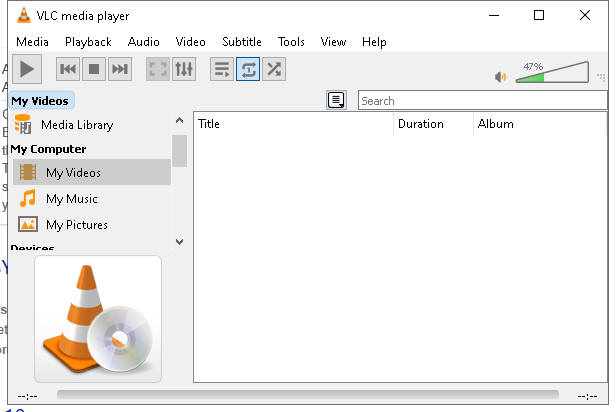 VLC media player
Media Playback Audio Video Subtitle Tools View Help
47%
My Videos
Search
Media Library
Title Duration Album
My Computer
My Videos
My Music
My Pictures
Devices
--:-- --:--